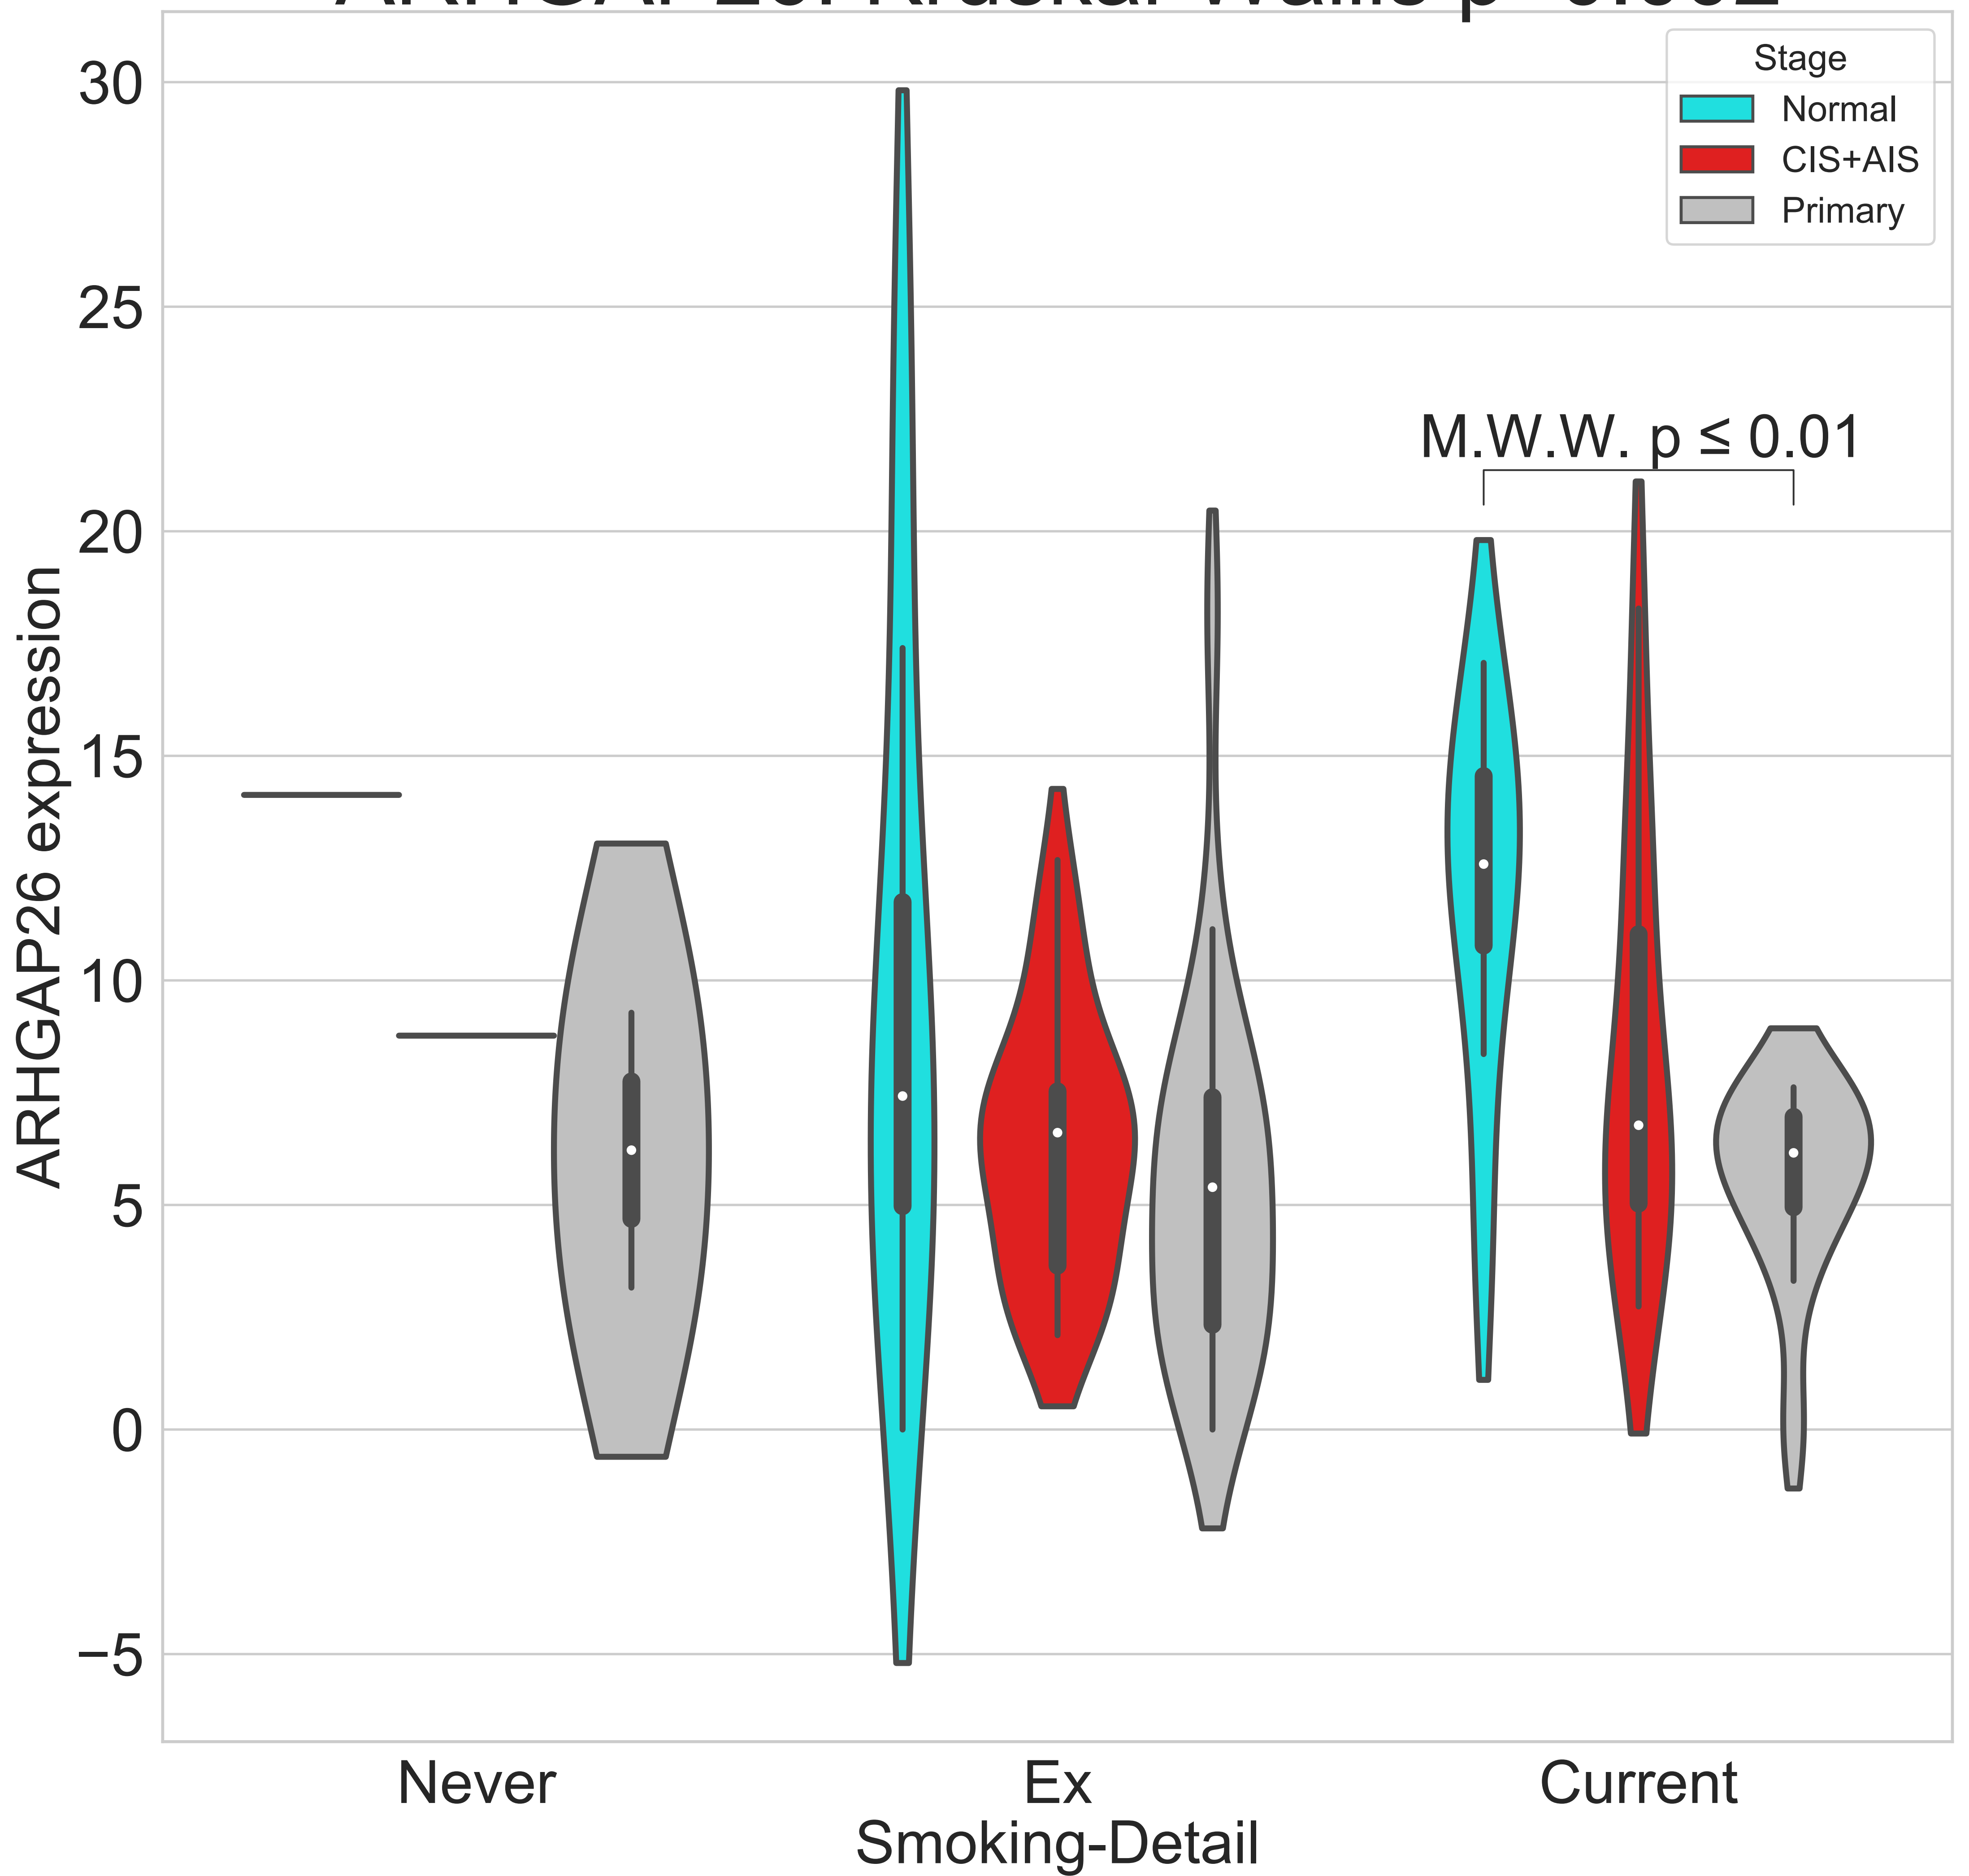 Stage
Normal
CIS+AIS
Primary
M.W.W. p ≤ 0.01
30
25
20
15
10
5
0
−5
ARHGAP26 expression
Never
Ex
Current
Smoking-Detail